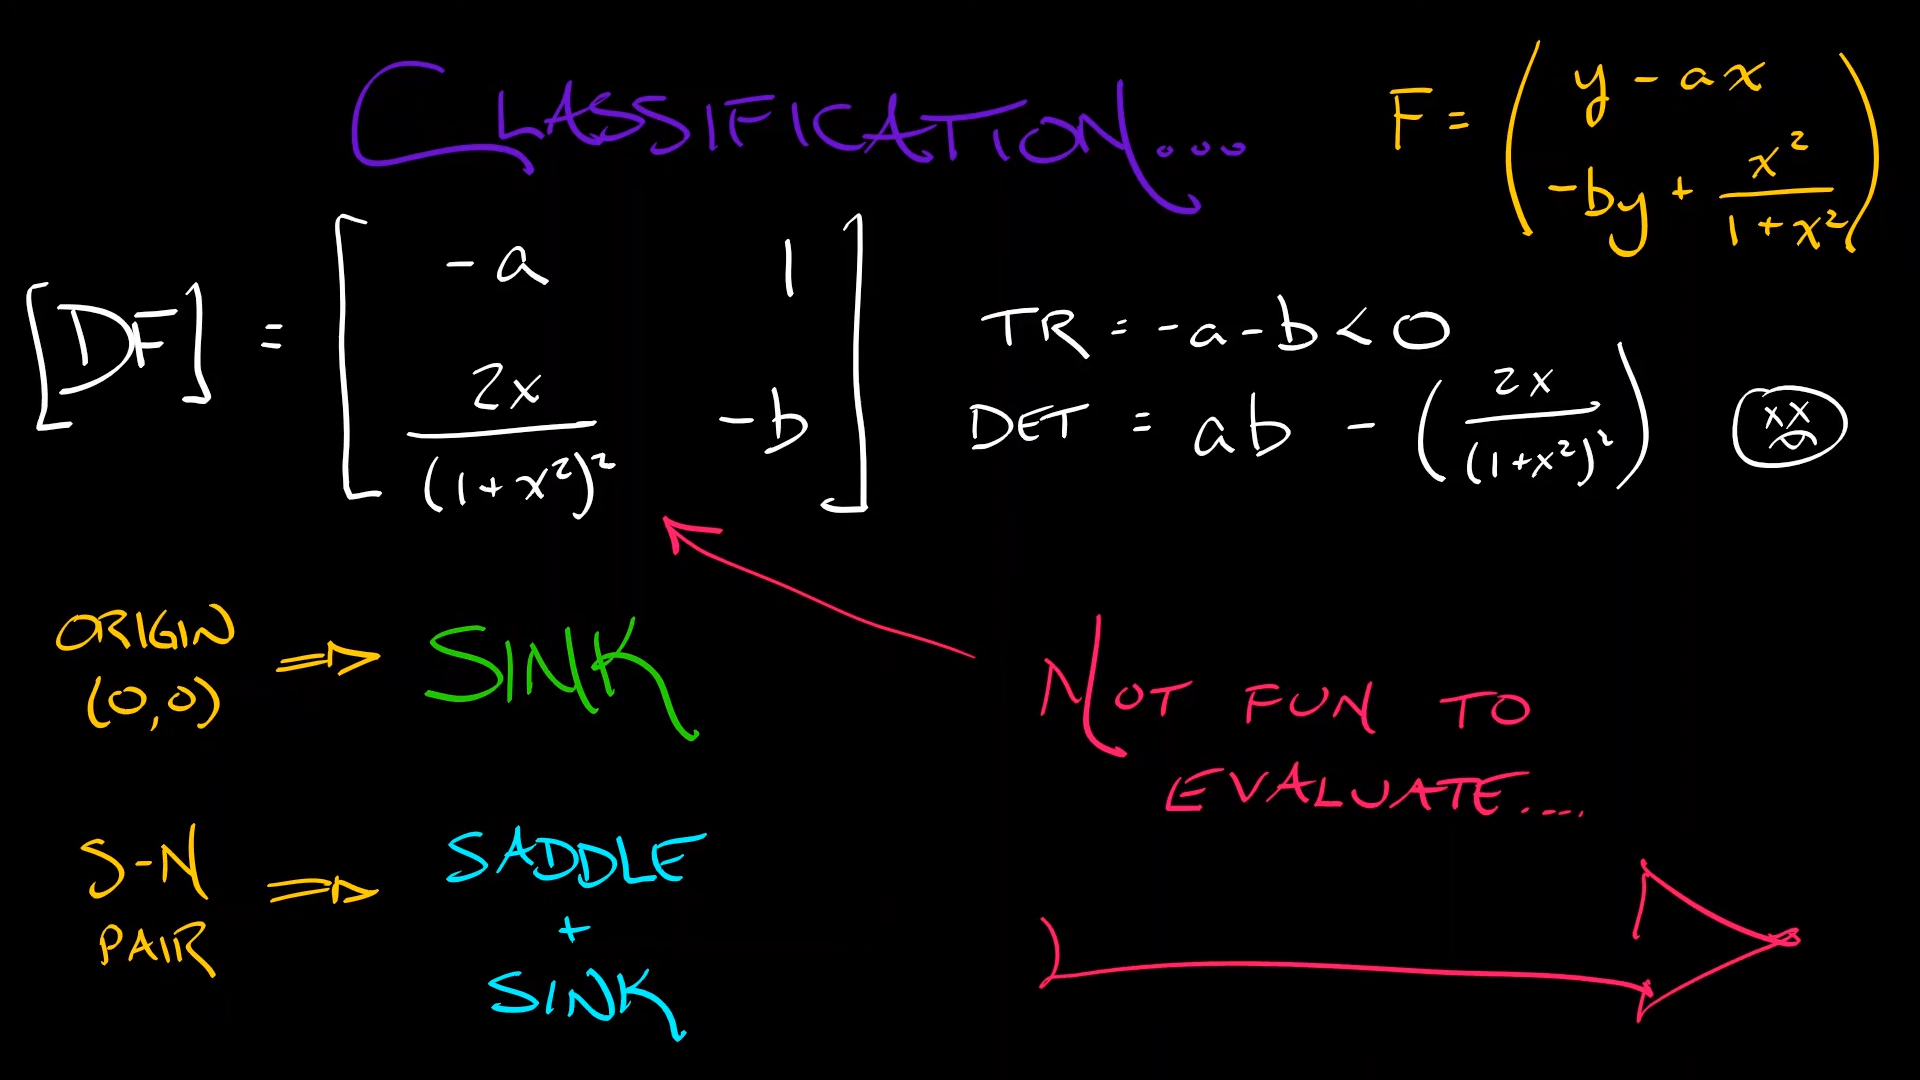 CLASSIFICATION...
F = ( y - ax
-by + x²/(1+x²) )
[DF] = [ -a 1
2x/(1+x²)² -b ]
TR = -a-b < 0
DET = ab - (2x/(1+x²)²)
ORIGIN
(0,0) ⇒ SINK
NOT FUN TO
EVALUATE....
S-N
PAIR ⇒ SADDLE
+
SINK